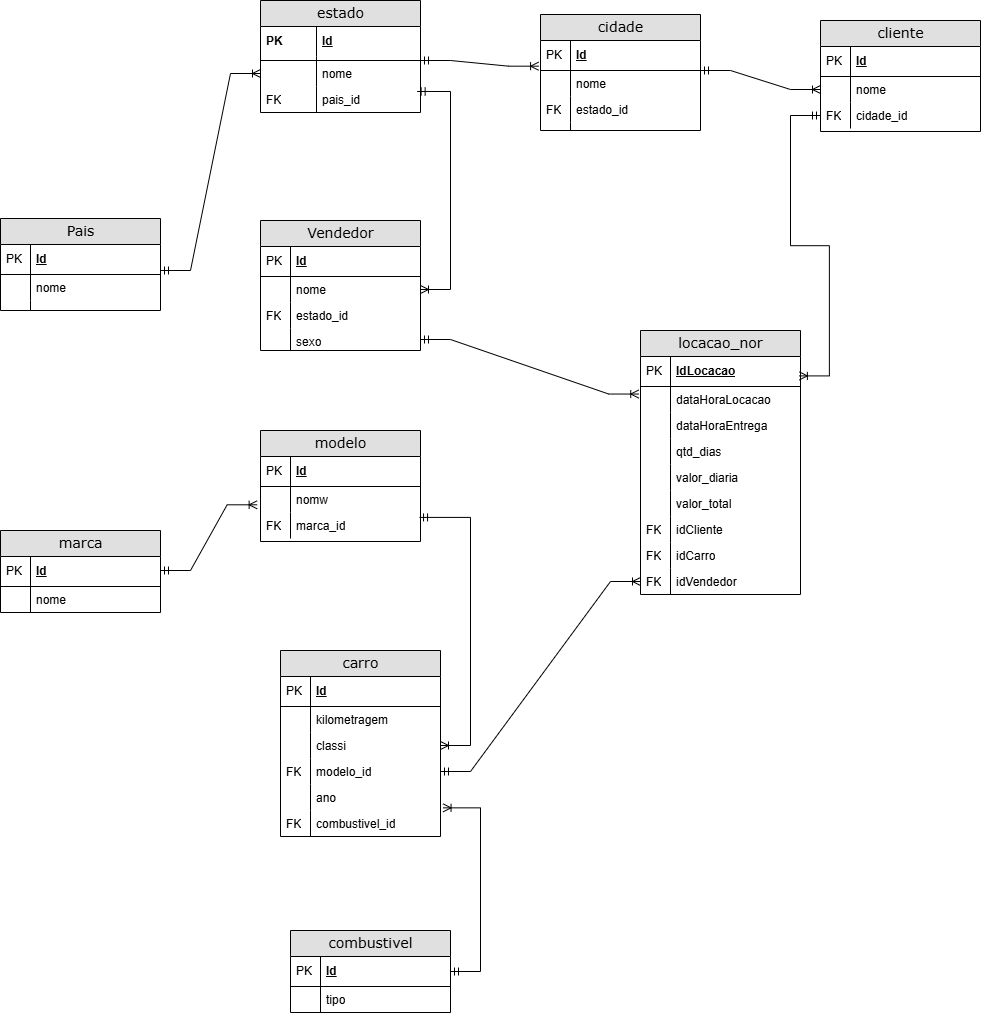 estado
PK Id
nome
FK pais_id
cidade
PK Id
nome
FK estado_id
cliente
PK Id
nome
FK cidade_id
Pais
PK Id
nome
Vendedor
PK Id
nome
FK estado_id
sexo
locacao_nor
PK IdLocacao
dataHoraLocacao
dataHoraEntrega
qtd_dias
valor_diaria
valor_total
FK idCliente
FK idCarro
FK idVendedor
modelo
PK Id
nomw
FK marca_id
marca
PK Id
nome
carro
PK Id
kilometragem
classi
FK modelo_id
ano
FK combustivel_id
combustivel
PK Id
tipo